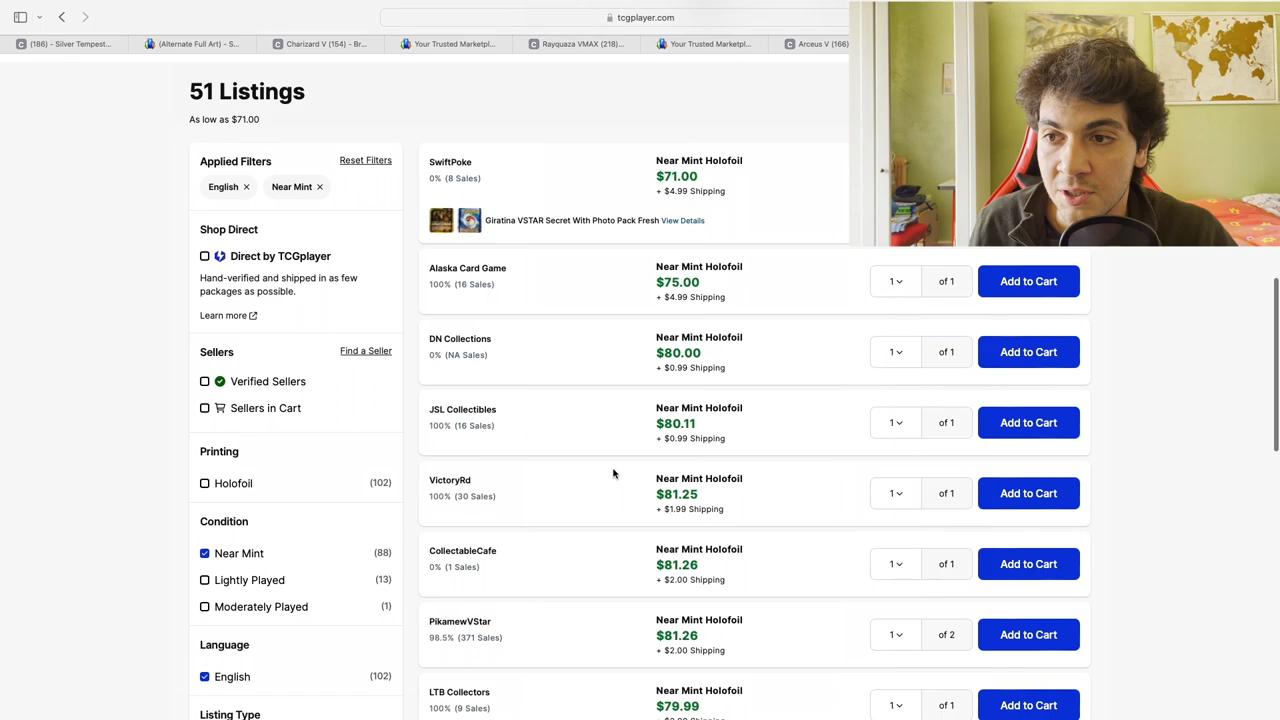 tcgplayer.com
(186) - Silver Tempest...
(Alternate Full Art) - S...
Charizard V (154) - Br...
Your Trusted Marketpl...
Rayquaza VMAX (218)...
Your Trusted Marketpl...
Arceus V (166)
51 Listings
As low as $71.00
Applied Filters
Reset Filters
English
Near Mint
Shop Direct
Direct by TCGplayer
Hand-verified and shipped in as few
packages as possible.
Learn more
Sellers
Find a Seller
Verified Sellers
Sellers in Cart
Printing
Holofoil (102)
Condition
Near Mint (88)
Lightly Played (13)
Moderately Played (1)
Language
English (102)
Listing Type
SwiftPoke
0% (8 Sales)
Near Mint Holofoil
$71.00
+ $4.99 Shipping
Giratina VSTAR Secret With Photo Pack Fresh View Details
Alaska Card Game
100% (16 Sales)
Near Mint Holofoil
$75.00
+ $4.99 Shipping
1 of 1
Add to Cart
DN Collections
0% (NA Sales)
Near Mint Holofoil
$80.00
+ $0.99 Shipping
1 of 1
Add to Cart
JSL Collectibles
100% (16 Sales)
Near Mint Holofoil
$80.11
+ $0.99 Shipping
1 of 1
Add to Cart
VictoryRd
100% (30 Sales)
Near Mint Holofoil
$81.25
+ $1.99 Shipping
1 of 1
Add to Cart
CollectableCafe
0% (1 Sales)
Near Mint Holofoil
$81.26
+ $2.00 Shipping
1 of 1
Add to Cart
PikamewVStar
98.5% (371 Sales)
Near Mint Holofoil
$81.26
+ $2.00 Shipping
1 of 2
Add to Cart
LTB Collectors
100% (9 Sales)
Near Mint Holofoil
$79.99
1 of 1
Add to Cart